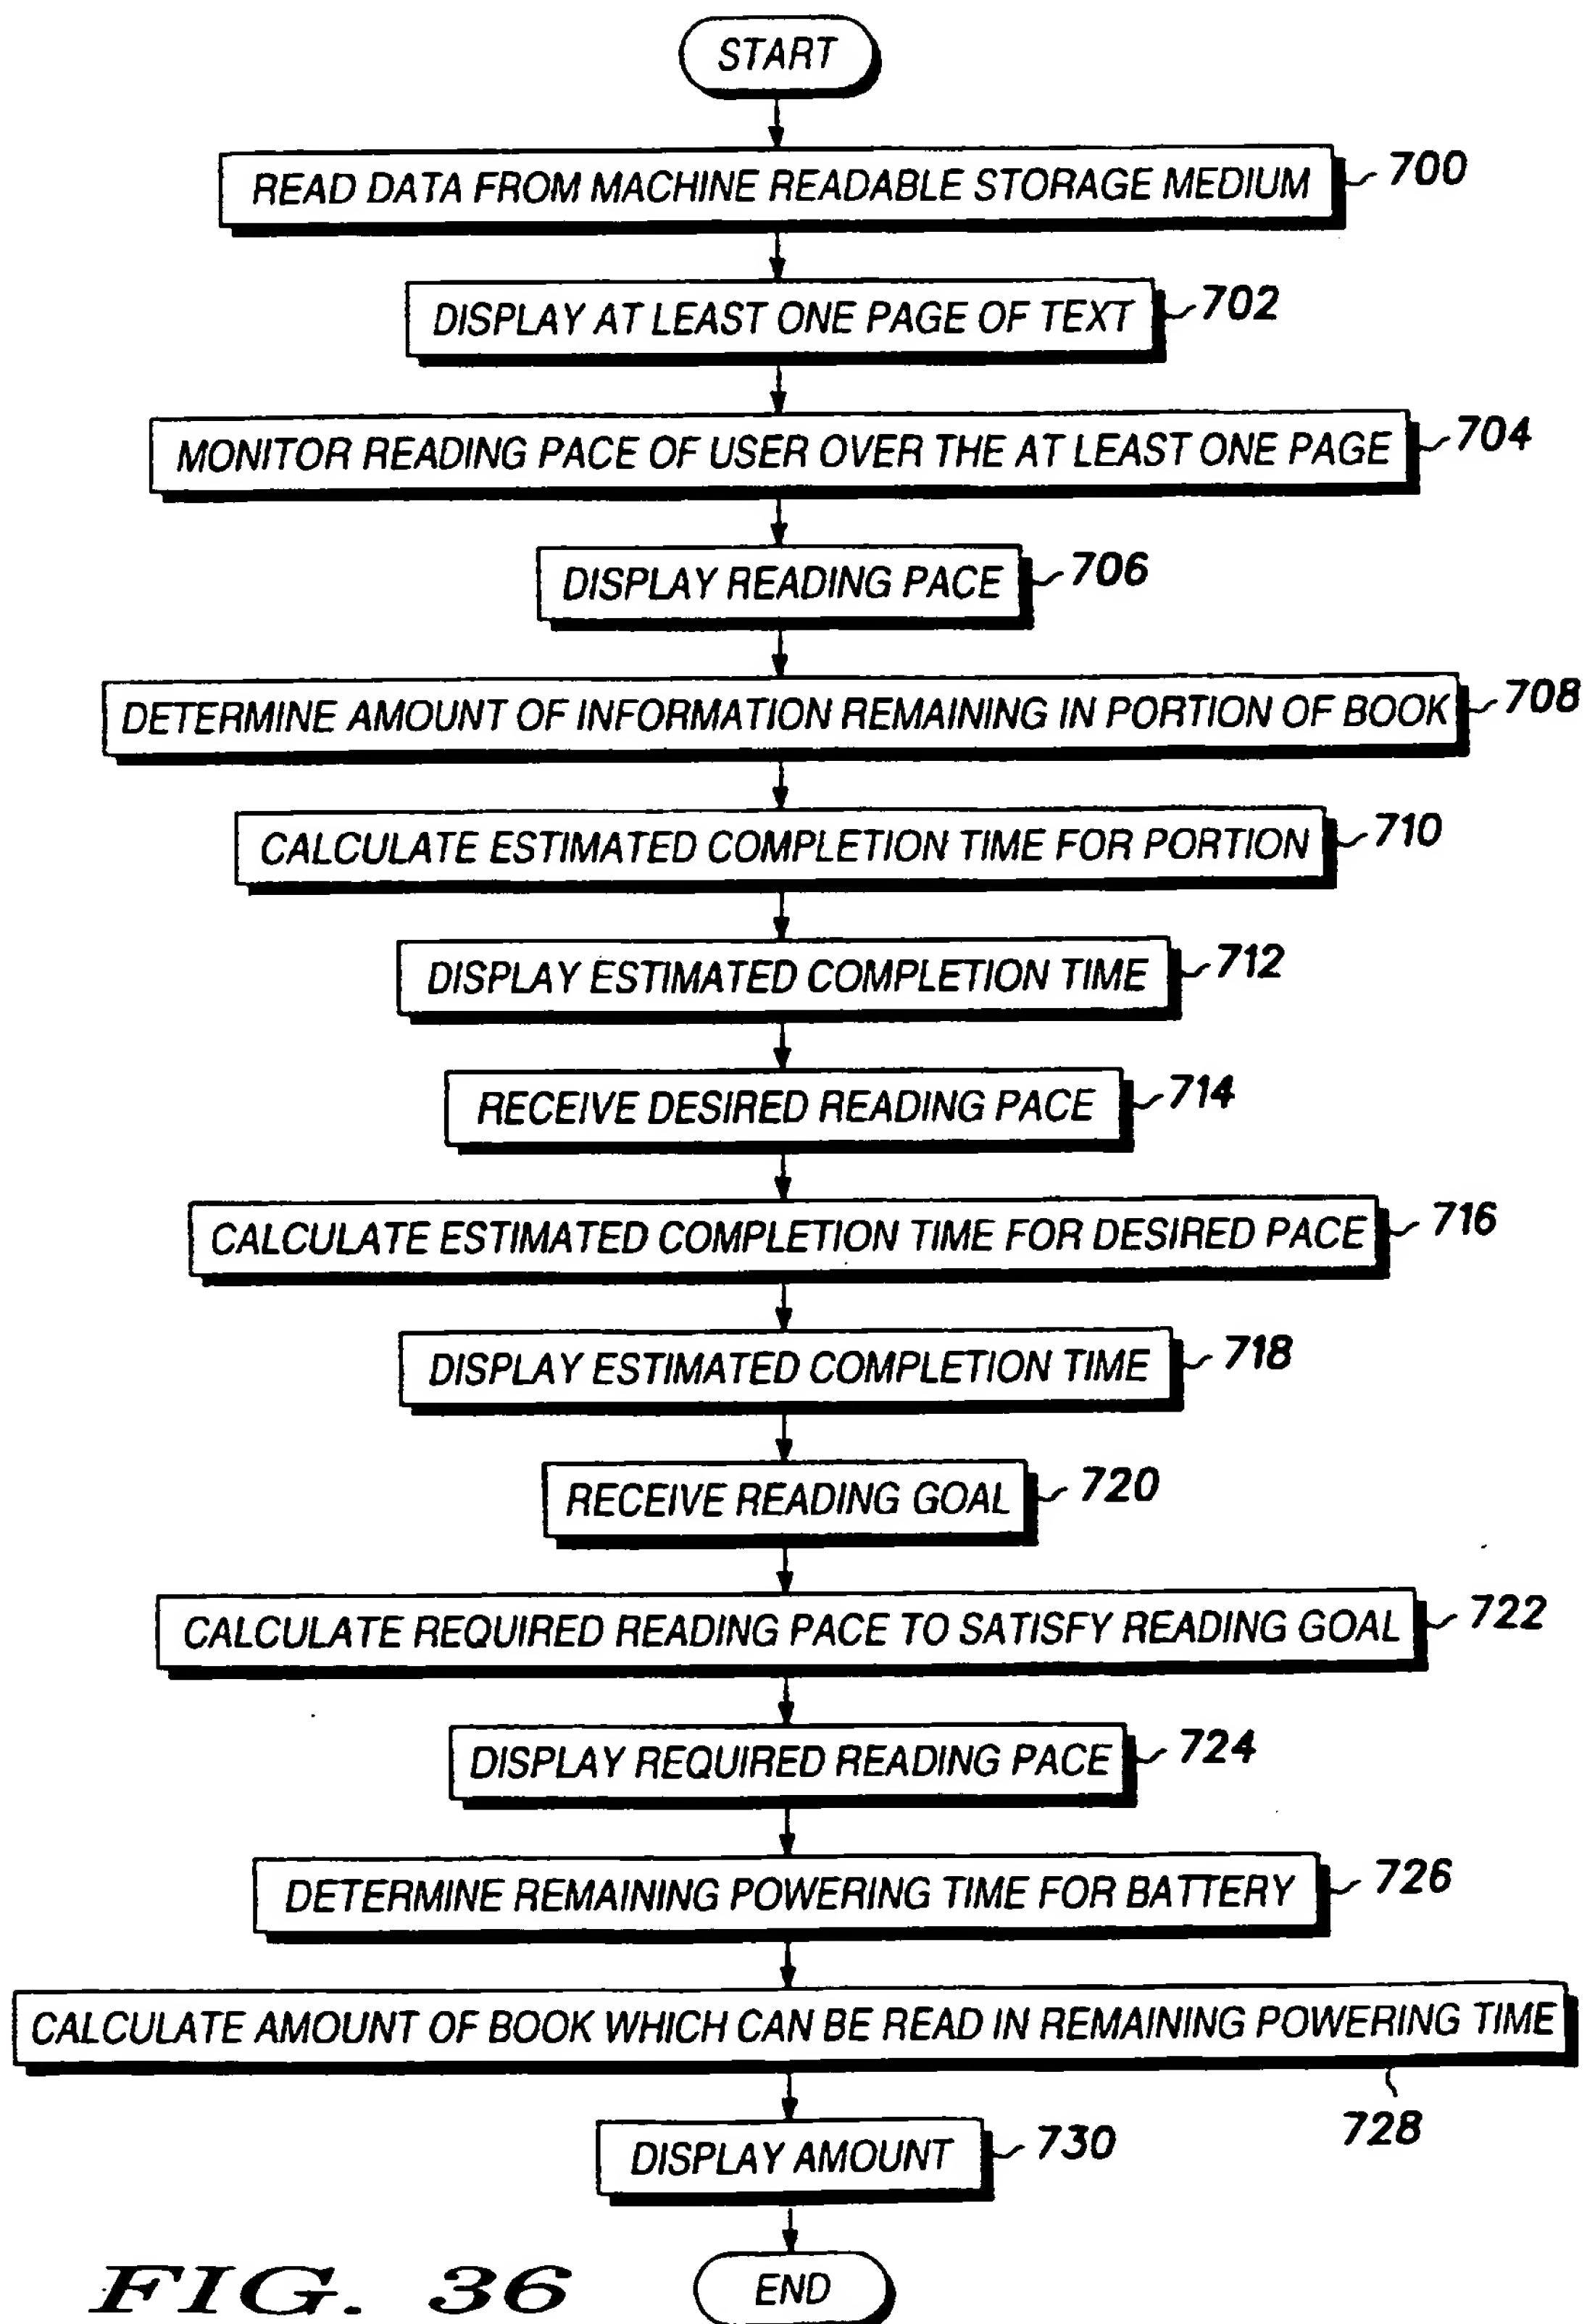 START
READ DATA FROM MACHINE READABLE STORAGE MEDIUM 700
DISPLAY AT LEAST ONE PAGE OF TEXT 702
MONITOR READING PACE OF USER OVER THE AT LEAST ONE PAGE 704
DISPLAY READING PACE 706
DETERMINE AMOUNT OF INFORMATION REMAINING IN PORTION OF BOOK 708
CALCULATE ESTIMATED COMPLETION TIME FOR PORTION 710
DISPLAY ESTIMATED COMPLETION TIME 712
RECEIVE DESIRED READING PACE 714
CALCULATE ESTIMATED COMPLETION TIME FOR DESIRED PACE 716
DISPLAY ESTIMATED COMPLETION TIME 718
RECEIVE READING GOAL 720
CALCULATE REQUIRED READING PACE TO SATISFY READING GOAL 722
DISPLAY REQUIRED READING PACE 724
DETERMINE REMAINING POWERING TIME FOR BATTERY 726
CALCULATE AMOUNT OF BOOK WHICH CAN BE READ IN REMAINING POWERING TIME
728
DISPLAY AMOUNT 730
END
FIG. 36